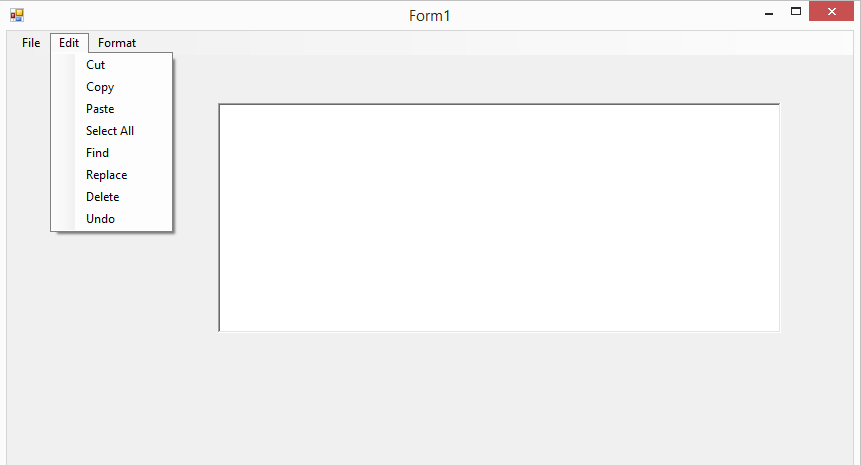 Form1
File Edit Format
Cut
Copy
Paste
Select All
Find
Replace
Delete
Undo